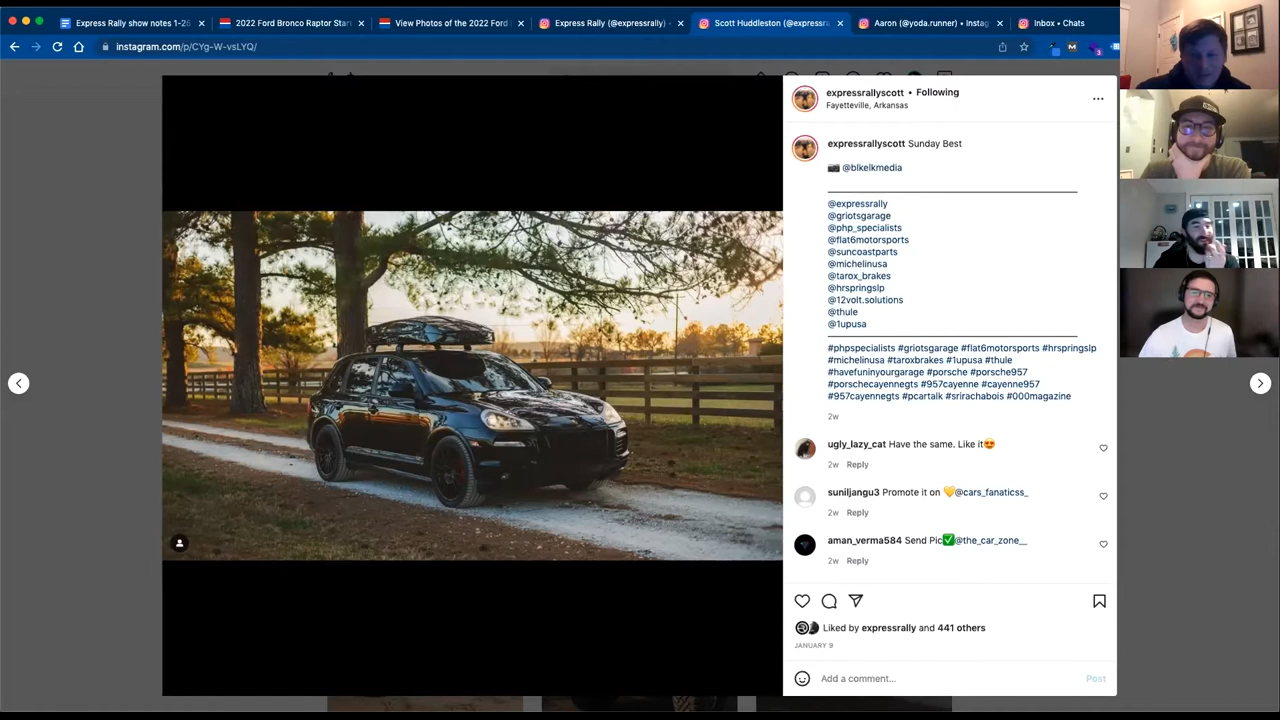 Express Rally show notes 1-26
2022 Ford Bronco Raptor Star
View Photos of the 2022 Ford
Express Rally (@expressrally)
Scott Huddleston (@expressra
Aaron (@yoda.runner) • Instag
Inbox • Chats
instagram.com/p/CYg-W-vsLYQ/
expressrallyscott • Following
Fayetteville, Arkansas
expressrallyscott Sunday Best
📷 @blkelkmedia
@expressrally
@griotsgarage
@php_specialists
@flat6motorsports
@suncoastparts
@michelinusa
@tarox_brakes
@hrspringslp
@12volt.solutions
@thule
@1upusa
#phpspecialists #griotsgarage #flat6motorsports #hrspringslp
#michelinusa #taroxbrakes #1upusa #thule
#havefuninyourgarage #porsche #porsche957
#porschecayennegts #957cayenne #cayenne957
#957cayennegts #pcartalk #srirachabois #000magazine
2w
ugly_lazy_cat Have the same. Like it😍
2w Reply
suniljangu3 Promote it on 💛@cars_fanaticss_
2w Reply
aman_verma584 Send Pic✅@the_car_zone__
2w Reply
Liked by expressrally and 441 others
JANUARY 9
Add a comment...
Post